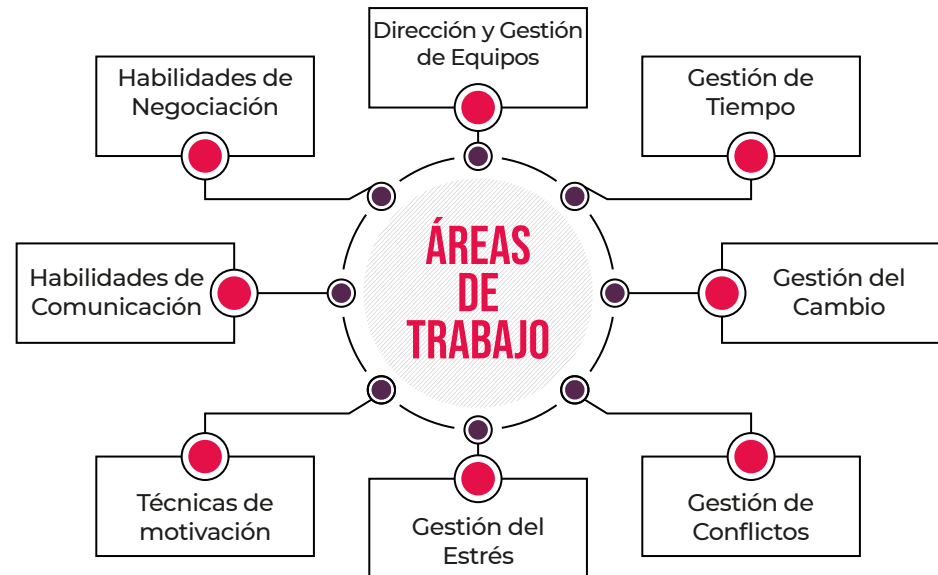 Dirección y Gestión
de Equipos
Habilidades de
Negociación
Gestión de
Tiempo
ÁREAS
DE
TRABAJO
Habilidades de
Comunicación
Gestión del
Cambio
Técnicas de
motivación
Gestión del
Estrés
Gestión de
Conflictos